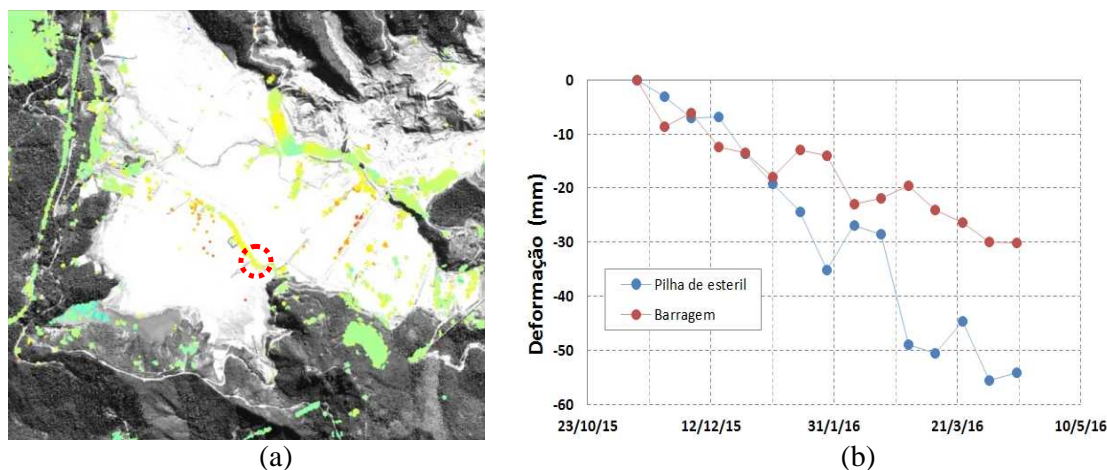 0
-10
-20
-30
-40
-50
-60
Deformação (mm)
Pilha de esteril
Barragem
23/10/15 12/12/15 31/1/16 21/3/16 10/5/16
(a) (b)